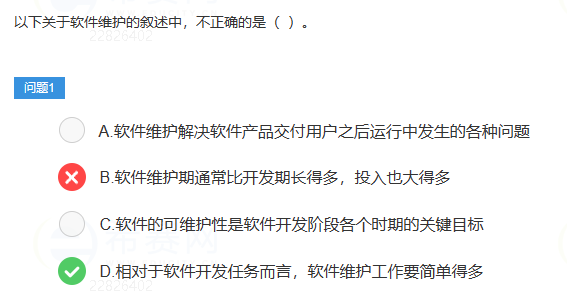 以下关于软件维护的叙述中，不正确的是（ ）。
22826402
问题1
A.软件维护解决软件产品交付用户之后运行中发生的各种问题
B.软件维护期通常比开发期长得多，投入也大得多
C.软件的可维护性是软件开发阶段各个时期的关键目标
D.相对于软件开发任务而言，软件维护工作要简单得多
22826402